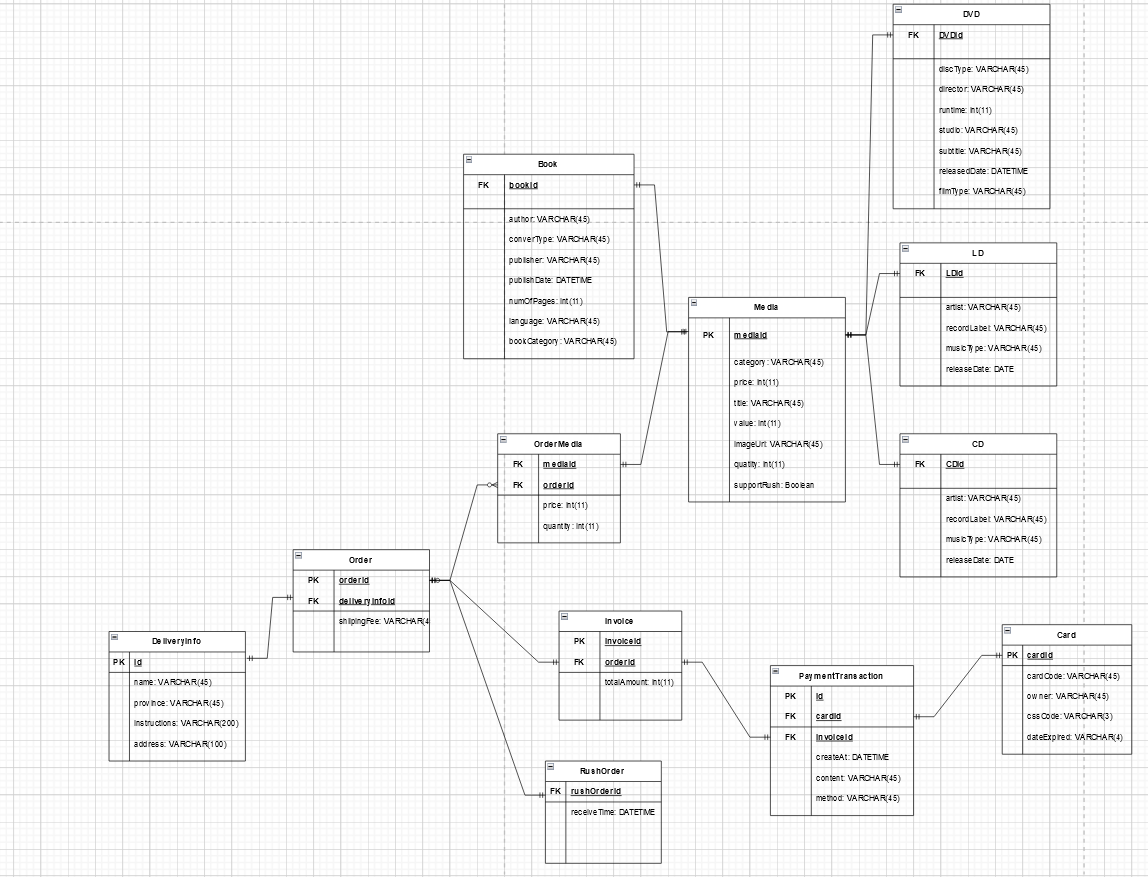 DVD
FK DVDId
discType: VARCHAR(45)
director: VARCHAR(45)
runtime: Int(11)
studio: VARCHAR(45)
subtitle: VARCHAR(45)
releasedDate: DATETIME
filmType: VARCHAR(45)
Book
FK bookId
author: VARCHAR(45)
converType: VARCHAR(45)
publisher: VARCHAR(45)
publishDate: DATETIME
numOfPages: Int(11)
language: VARCHAR(45)
bookCategory: VARCHAR(45)
LD
FK LDId
artist: VARCHAR(45)
recordLabel: VARCHAR(45)
musicType: VARCHAR(45)
releaseDate: DATE
Media
PK mediaId
category: VARCHAR(45)
price: Int(11)
title: VARCHAR(45)
value: Int(11)
imageUrl: VARCHAR(45)
quatity: Int(11)
supportRush: Boolean
OrderMedia
FK mediaId
FK orderId
price: Int(11)
quantity: Int(11)
CD
FK CDId
artist: VARCHAR(45)
recordLabel: VARCHAR(45)
musicType: VARCHAR(45)
releaseDate: DATE
Order
PK orderId
FK deliveryInfoId
shipingFee: VARCHAR(4
DeliveryInfo
PK id
name: VARCHAR(45)
province: VARCHAR(45)
instructions: VARCHAR(200)
address: VARCHAR(100)
Invoice
PK invoiceId
FK orderId
totalAmount: Int(11)
PaymentTransaction
PK id
FK cardId
FK invoiceId
createAt: DATETIME
content: VARCHAR(45)
method: VARCHAR(45)
Card
PK cardId
cardCode: VARCHAR(45)
owner: VARCHAR(45)
cssCode: VARCHAR(3)
dateExpired: VARCHAR(4)
RushOrder
FK rushOrderId
receiveTime: DATETIME